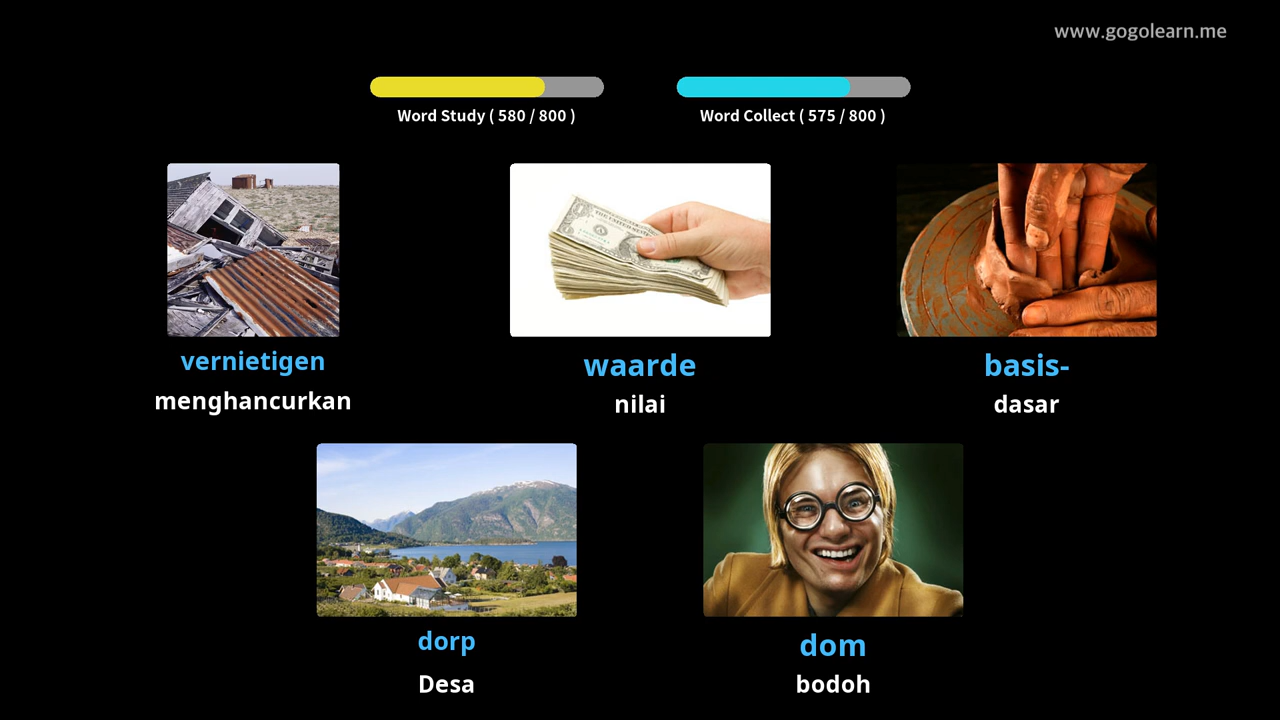 www.gogolearn.me
Word Study ( 580 / 800 )
Word Collect ( 575 / 800 )
vernietigen
menghancurkan
waarde
nilai
basis-
dasar
dorp
Desa
dom
bodoh